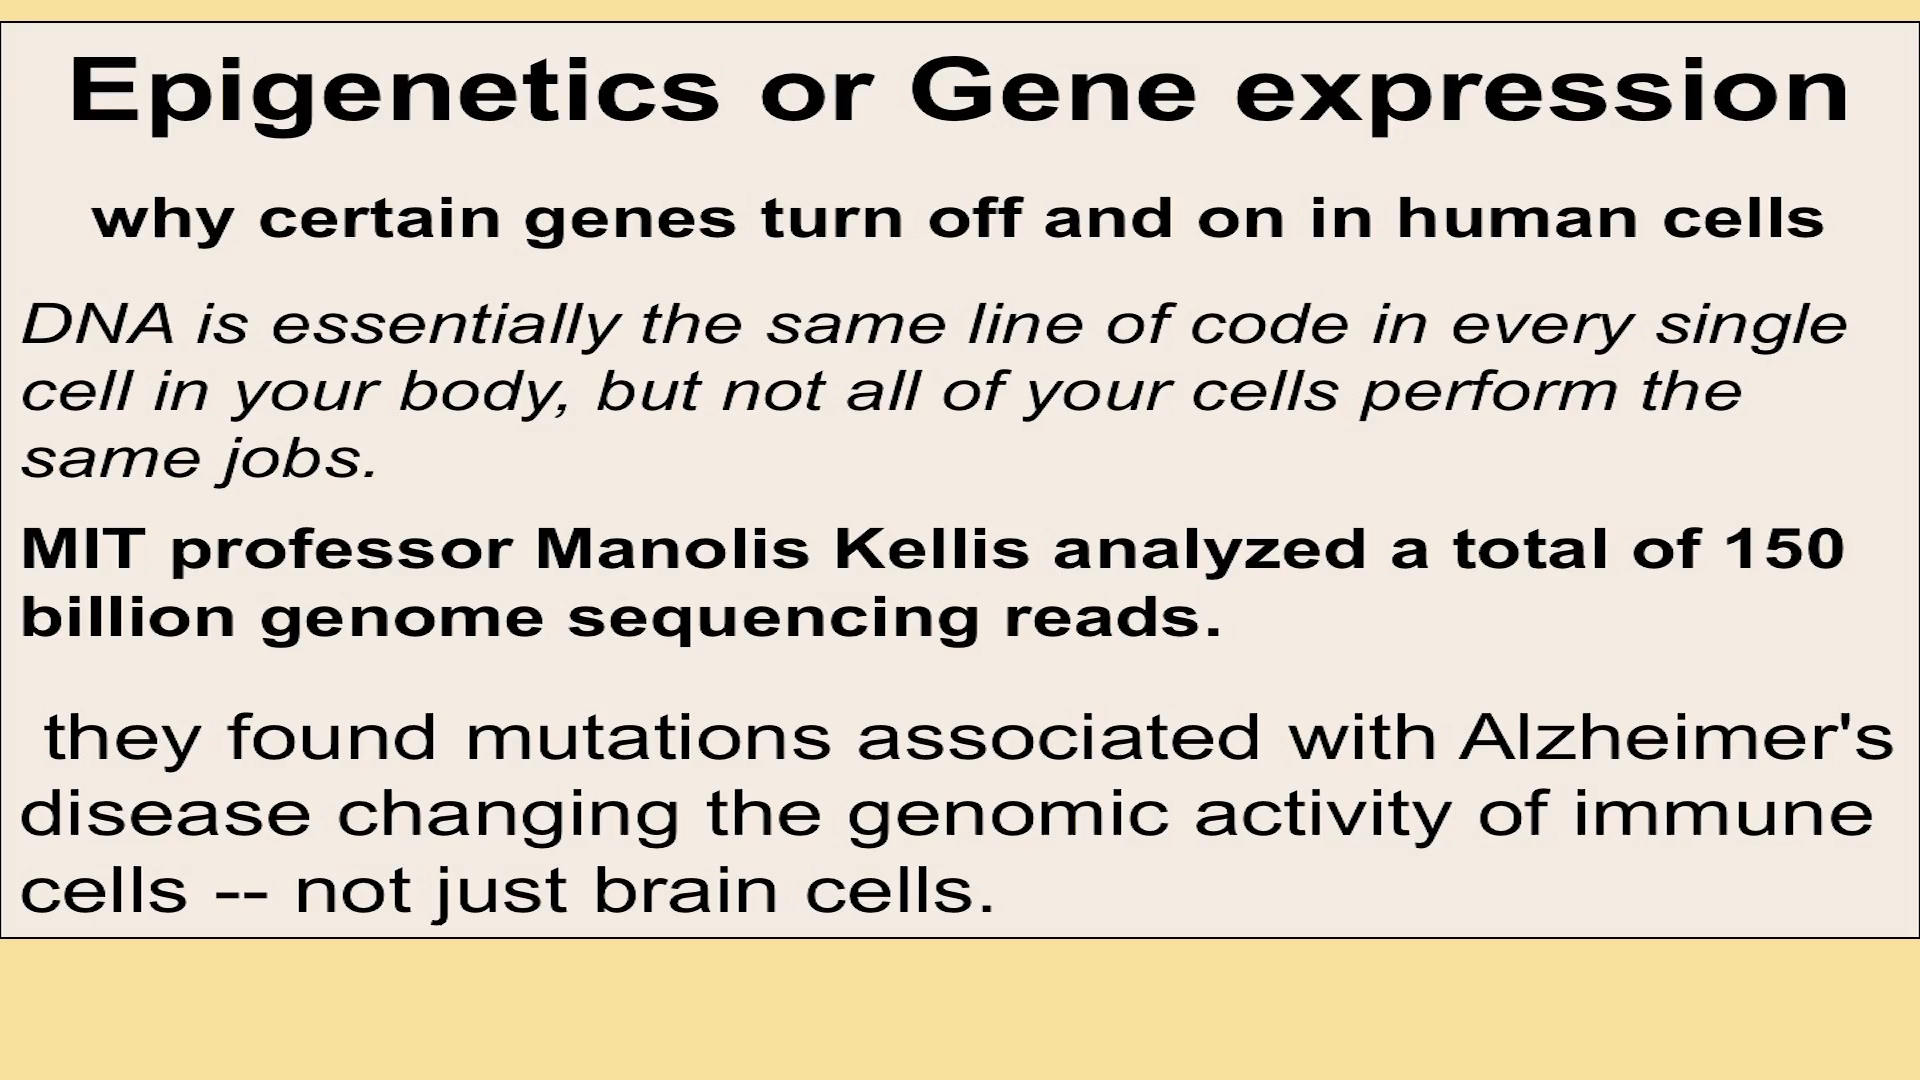 Epigenetics or Gene expression
why certain genes turn off and on in human cells
DNA is essentially the same line of code in every single
cell in your body, but not all of your cells perform the
same jobs.
MIT professor Manolis Kellis analyzed a total of 150
billion genome sequencing reads.
they found mutations associated with Alzheimer's
disease changing the genomic activity of immune
cells -- not just brain cells.